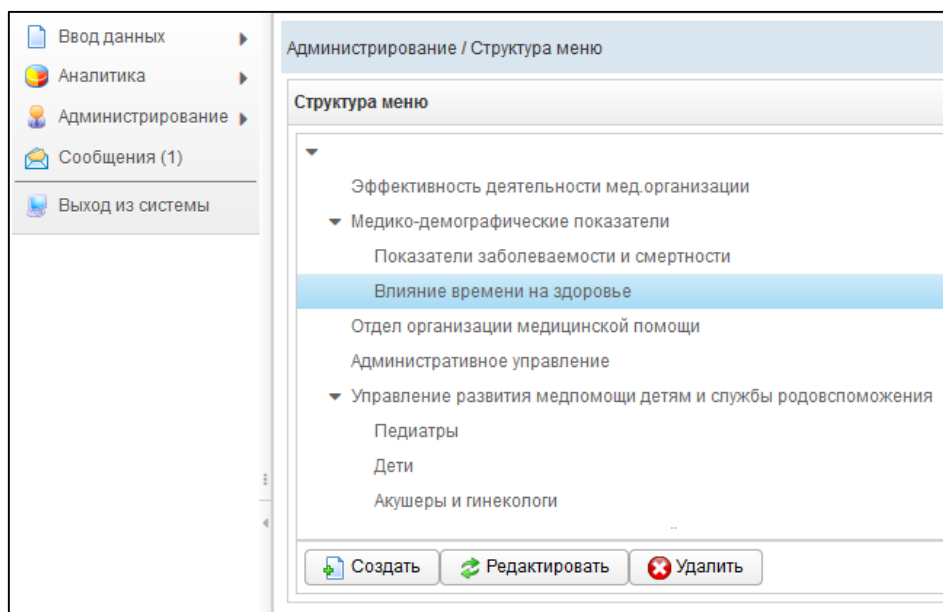 Ввод данных
Аналитика
Администрирование
Сообщения (1)
Выход из системы
Администрирование / Структура меню
Структура меню
Эффективность деятельности мед.организации
Медико-демографические показатели
Показатели заболеваемости и смертности
Влияние времени на здоровье
Отдел организации медицинской помощи
Административное управление
Управление развития медпомощи детям и службы родовспоможения
Педиатры
Дети
Акушеры и гинекологи
Создать Редактировать Удалить